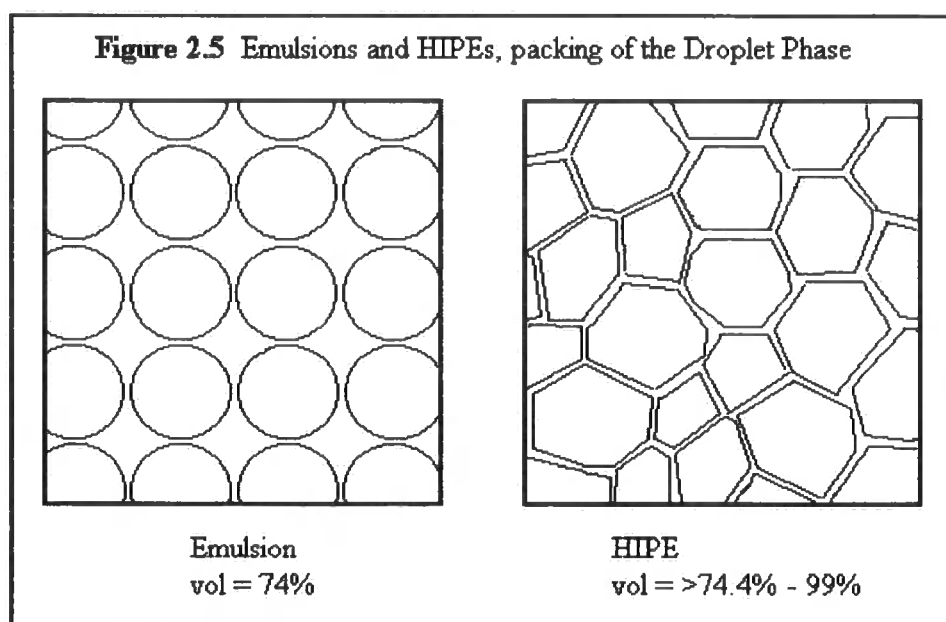 Figure 2.5 Emulsions and HIPEs, packing of the Droplet Phase
Emulsion
vol = 74%
HIPE
vol = >74.4% - 99%